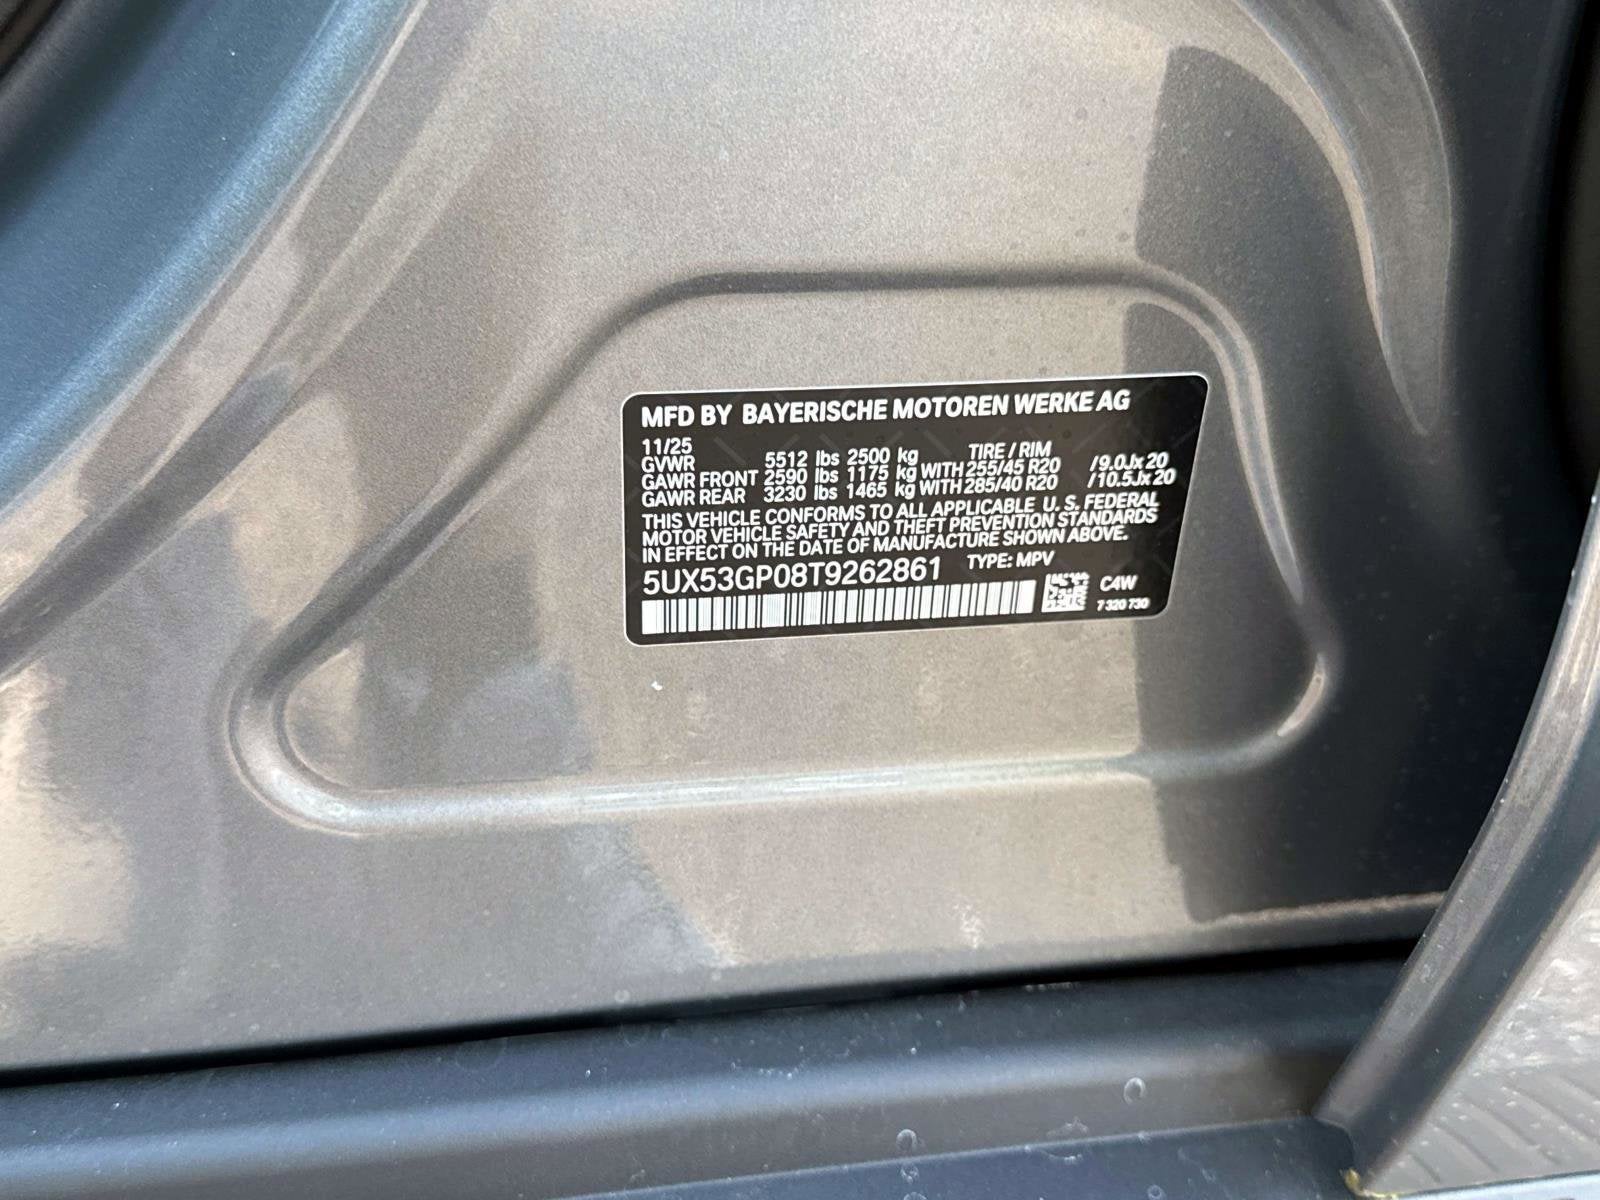 MFD BY BAYERISCHE MOTOREN WERKE AG
11/25
GVWR 5512 lbs 2500 kg TIRE / RIM
GAWR FRONT 2590 lbs 1175 kg WITH 255/45 R20 /9.0Jx20
GAWR REAR 3230 lbs 1465 kg WITH 285/40 R20 /10.5Jx20
THIS VEHICLE CONFORMS TO ALL APPLICABLE U. S. FEDERAL
MOTOR VEHICLE SAFETY AND THEFT PREVENTION STANDARDS
IN EFFECT ON THE DATE OF MANUFACTURE SHOWN ABOVE.
5UX53GP08T9262861 TYPE: MPV
C4W
7 320 730